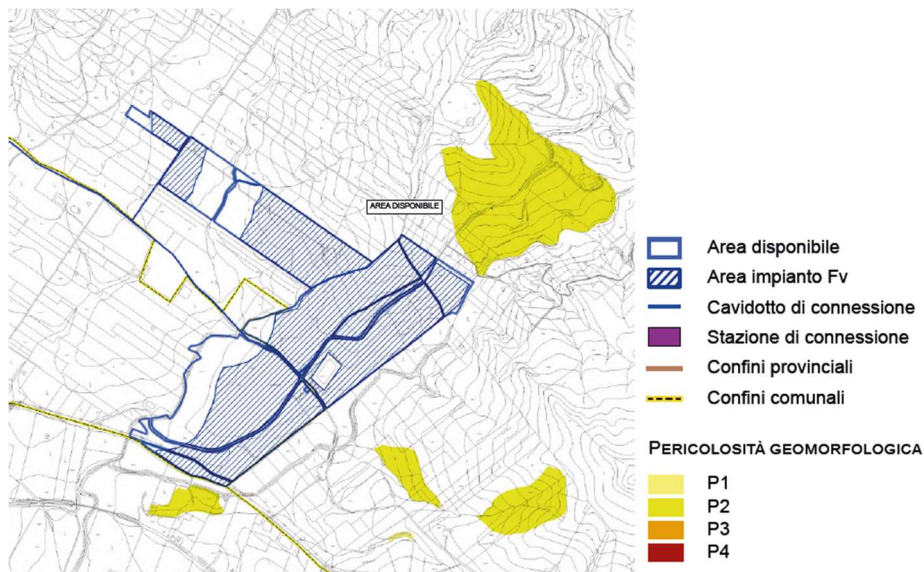 AREA DISPONIBILE
Area disponibile
Area impianto Fv
Cavidotto di connessione
Stazione di connessione
Confini provinciali
Confini comunali
PERICOLOSITÀ GEOMORFOLOGICA
P1
P2
P3
P4